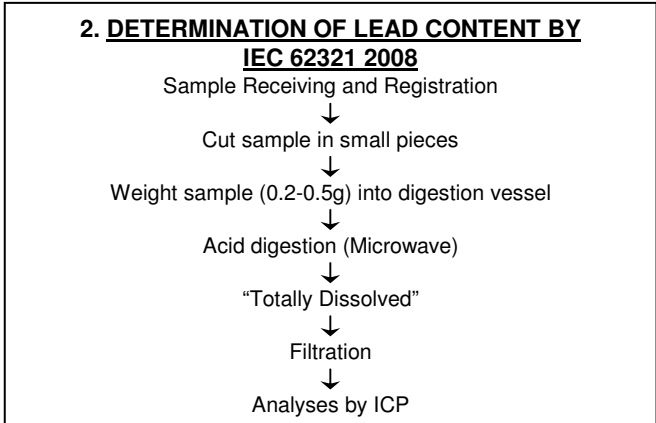 2. DETERMINATION OF LEAD CONTENT BY
IEC 62321 2008
Sample Receiving and Registration
↓
Cut sample in small pieces
↓
Weight sample (0.2-0.5g) into digestion vessel
↓
Acid digestion (Microwave)
↓
“Totally Dissolved”
↓
Filtration
↓
Analyses by ICP